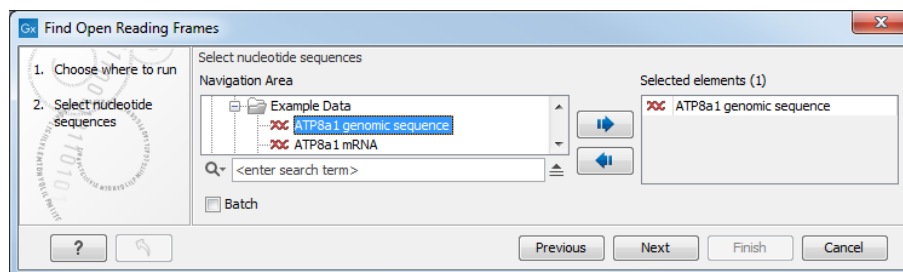 Gx Find Open Reading Frames
X
1. Choose where to run
2. Select nucleotide
sequences
Select nucleotide sequences
Navigation Area
Example Data
ATP8a1 genomic sequence
ATP8a1 mRNA
<enter search term>
Batch
Selected elements (1)
ATP8a1 genomic sequence
?
Previous
Next
Finish
Cancel